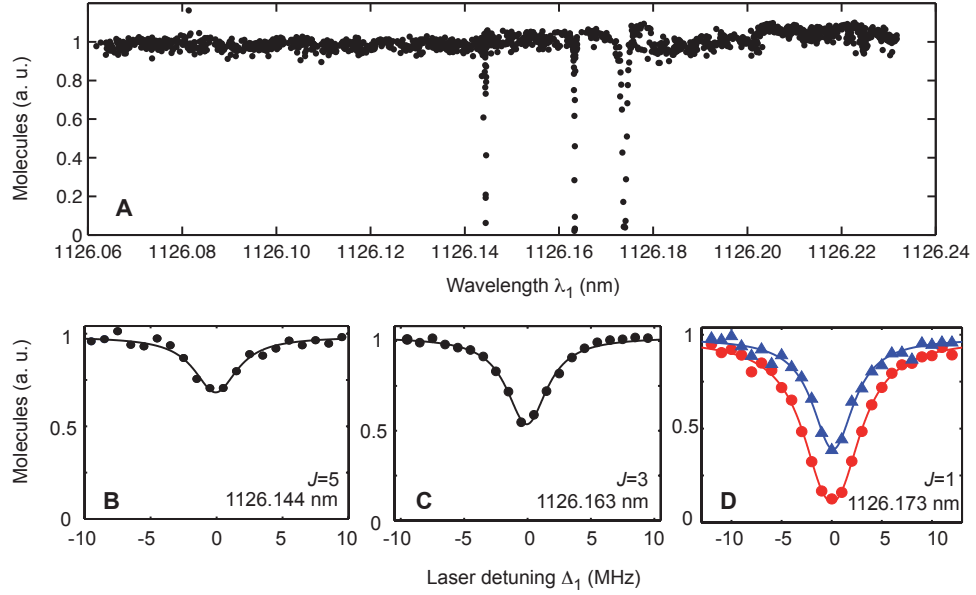 Molecules (a. u.)
1
0.8
0.6
0.4
0.2
0
A
1126.06 1126.08 1126.10 1126.12 1126.14 1126.16 1126.18 1126.20 1126.22 1126.24
Wavelength λ1 (nm)
Molecules (a. u.)
1
0.5
0
B
J=5
1126.144 nm
-10 -5 0 5 10
1
0.5
0
C
J=3
1126.163 nm
-10 -5 0 5 10
1
0.5
0
D
J=1
1126.173 nm
-10 -5 0 5 10
Laser detuning Δ1 (MHz)